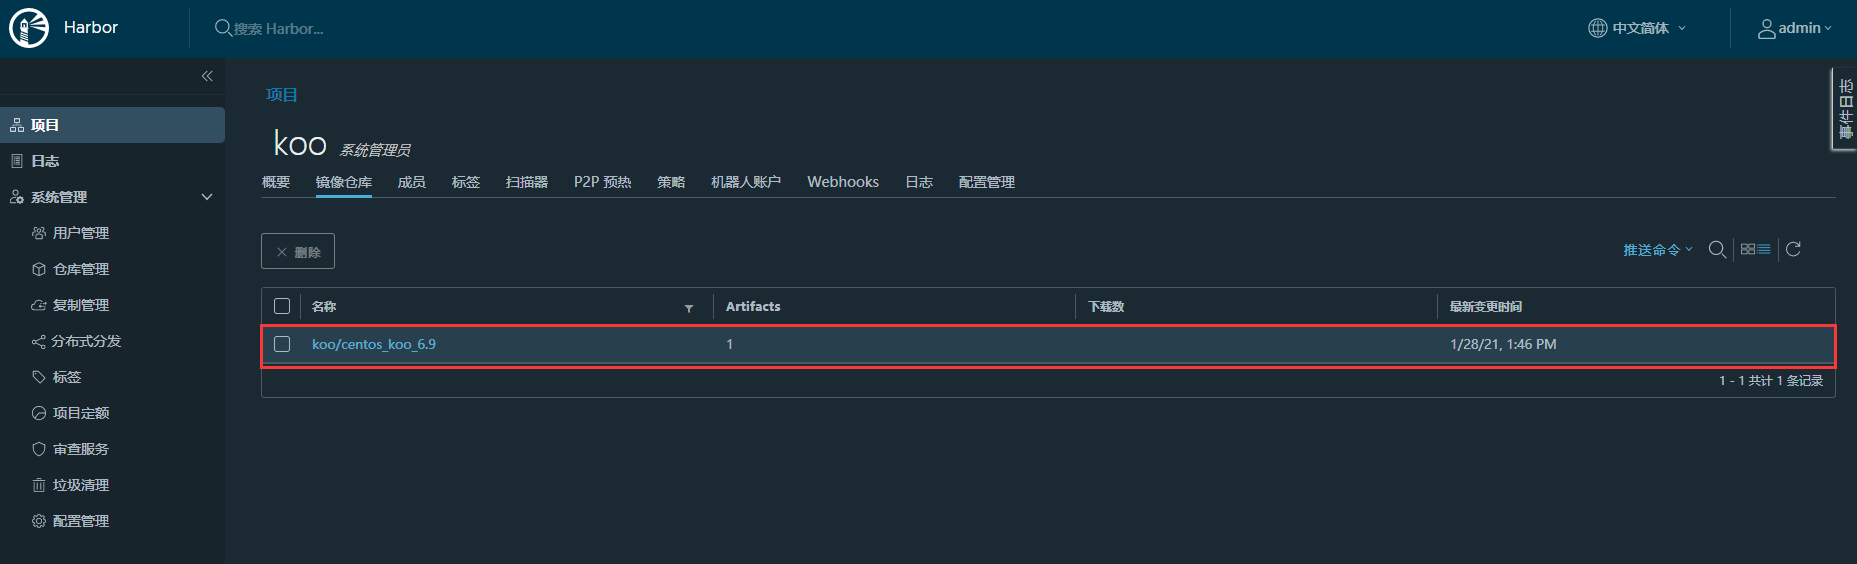 Harbor
搜索 Harbor...
中文简体
admin
事件日志
项目
日志
系统管理
用户管理
仓库管理
复制管理
分布式分发
标签
项目定额
审查服务
垃圾清理
配置管理
项目
koo 系统管理员
概要 镜像仓库 成员 标签 扫描器 P2P 预热 策略 机器人账户 Webhooks 日志 配置管理
删除
推送命令
名称 Artifacts 下载数 最新变更时间
koo/centos_koo_6.9 1 1/28/21, 1:46 PM
1 - 1 共计 1 条记录